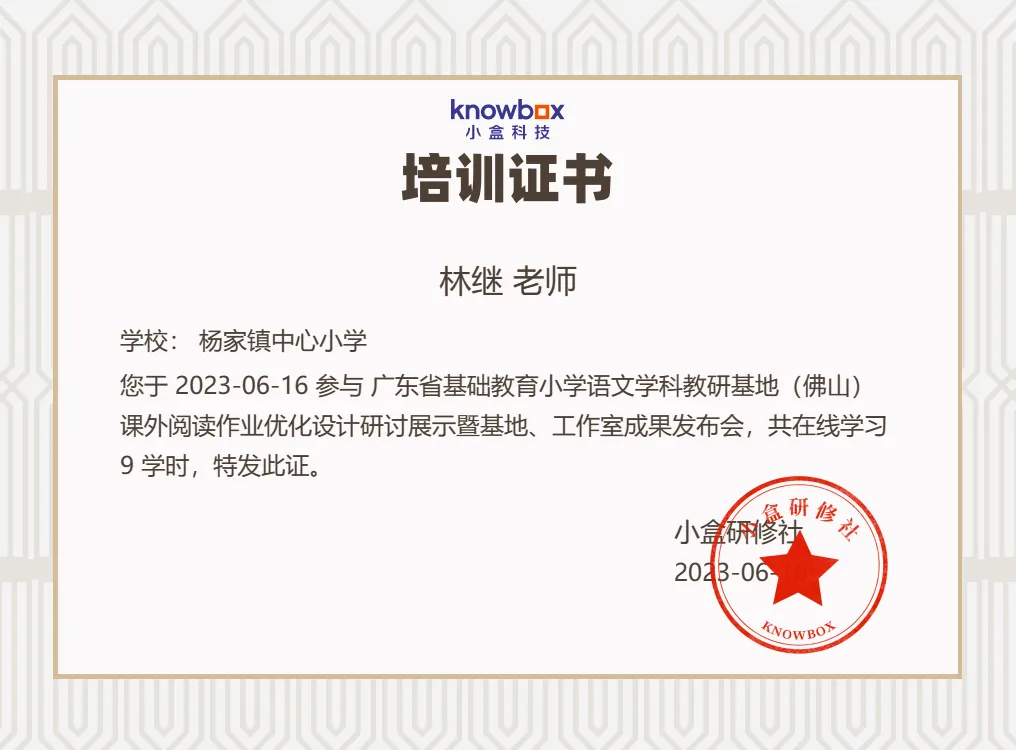 knowbox
小盒科技
培训证书
林继 老师
学校： 杨家镇中心小学
您于 2023-06-16 参与 广东省基础教育小学语文学科教研基地（佛山）
课外阅读作业优化设计研讨展示暨基地、工作室成果发布会，共在线学习
9 学时，特发此证。
小盒研修社
2023-06-16
小盒研修社
KNOWBOX